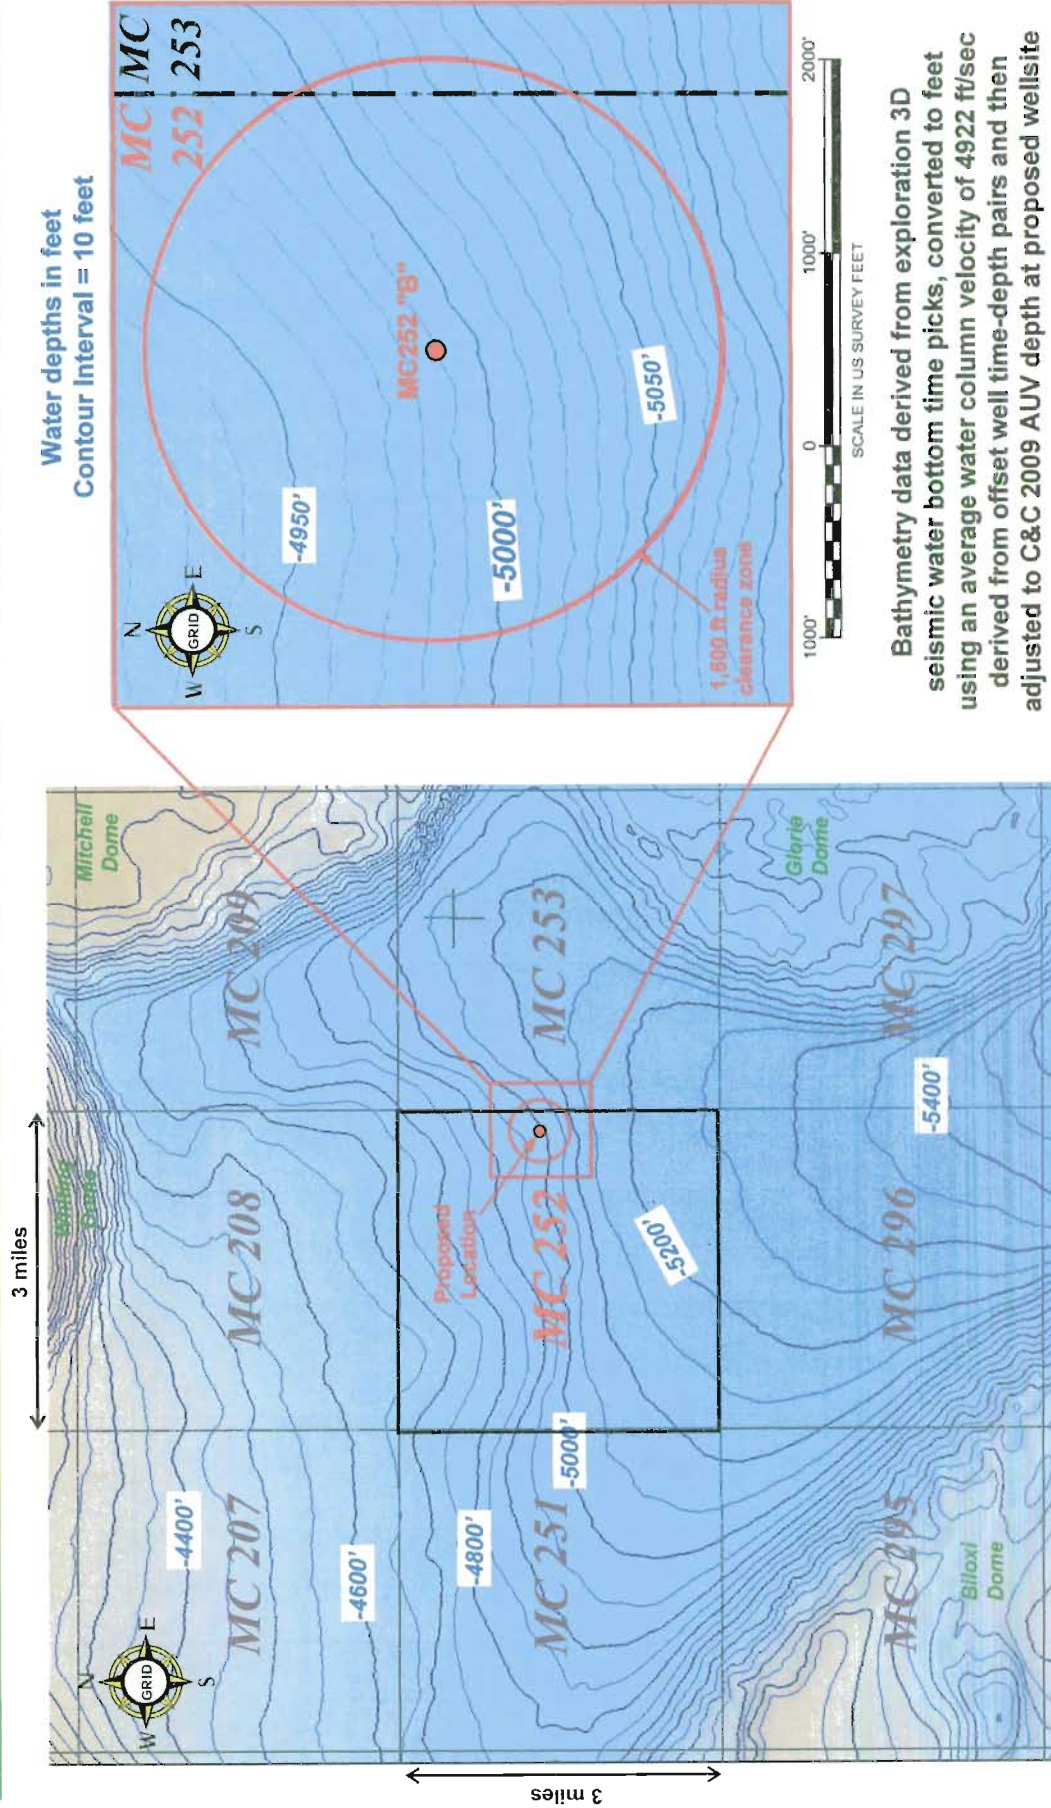 3 miles
3 miles
N
W
E
S
GRID
Whiting
Dome
Mitchell
Dome
-4400'
MC 207
MC 208
MC 209
-4600'
-4800'
Proposed
Location
MC 251
-5000'
MC 252
MC 253
-5200'
Gloria
Dome
MC 295
MC 296
MC 297
-5400'
Biloxi
Dome
Water depths in feet
Contour Interval = 10 feet
N
W
E
S
GRID
MC
252
MC
253
-4950'
MC252 "B"
-5000'
-5050'
1,500 ft radius
clearance zone
1000'
0
1000'
2000'
SCALE IN US SURVEY FEET
Bathymetry data derived from exploration 3D
seismic water bottom time picks, converted to feet
using an average water column velocity of 4922 ft/sec
derived from offset well time-depth pairs and then
adjusted to C&C 2009 AUV depth at proposed wellsite